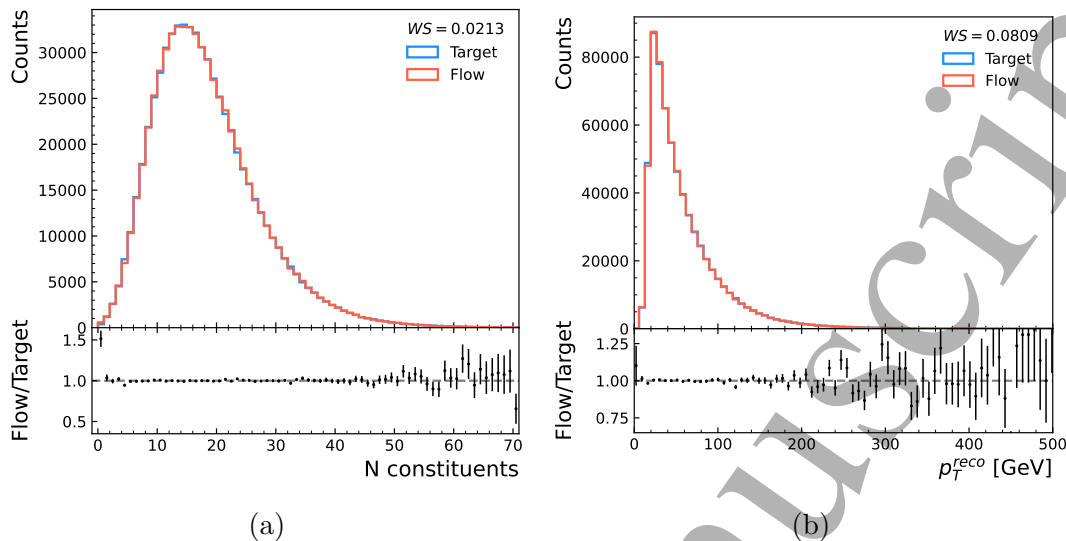 WS = 0.0213
Target
Flow
Counts
30000
25000
20000
15000
10000
5000
0
Flow/Target
1.5
1.0
0.5
0 10 20 30 40 50 60 70
N constituents
(a)
WS = 0.0809
Target
Flow
Counts
80000
60000
40000
20000
0
Flow/Target
1.25
1.00
0.75
0 100 200 300 400 500
p_T^{reco} [GeV]
(b)
uscrip